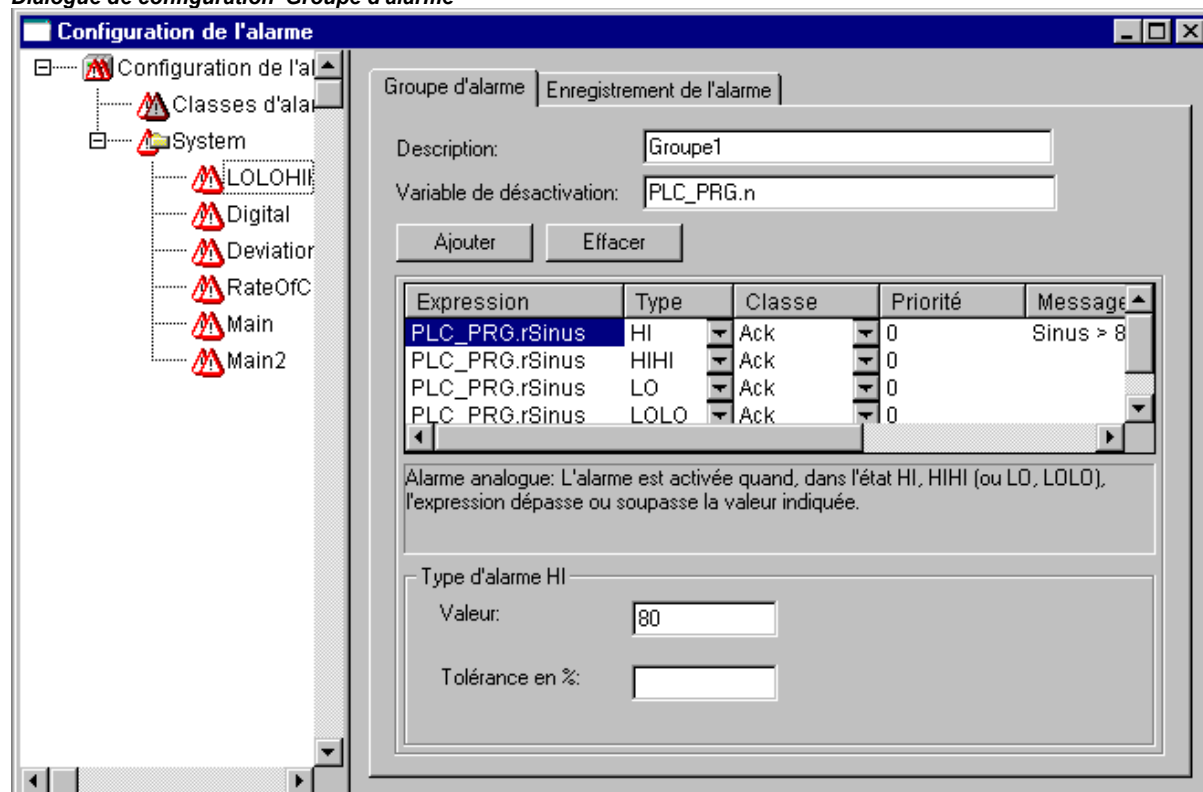 Dialogue de configuration 'Groupe d'alarme'
Configuration de l'alarme
Configuration de l'al
Classes d'alar
System
LOLOHIH
Digital
Deviation
RateOfC
Main
Main2
Groupe d'alarme
Enregistrement de l'alarme
Description:
Groupe1
Variable de désactivation:
PLC_PRG.n
Ajouter
Effacer
Expression Type Classe Priorité Message
PLC_PRG.rSinus HI Ack 0 Sinus > 8
PLC_PRG.rSinus HIHI Ack 0
PLC_PRG.rSinus LO Ack 0
PLC_PRG.rSinus LOLO Ack 0
Alarme analogue: L'alarme est activée quand, dans l'état HI, HIHI (ou LO, LOLO),
l'expression dépasse ou soupasse la valeur indiquée.
Type d'alarme HI
Valeur:
80
Tolérance en %: